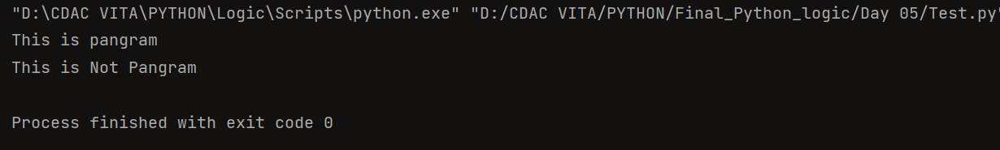 "D:\CDAC VITA\PYTHON\Logic\Scripts\python.exe" "D:/CDAC VITA/PYTHON/Final_Python_logic/Day 05/Test.py"
This is pangram
This is Not Pangram
Process finished with exit code 0